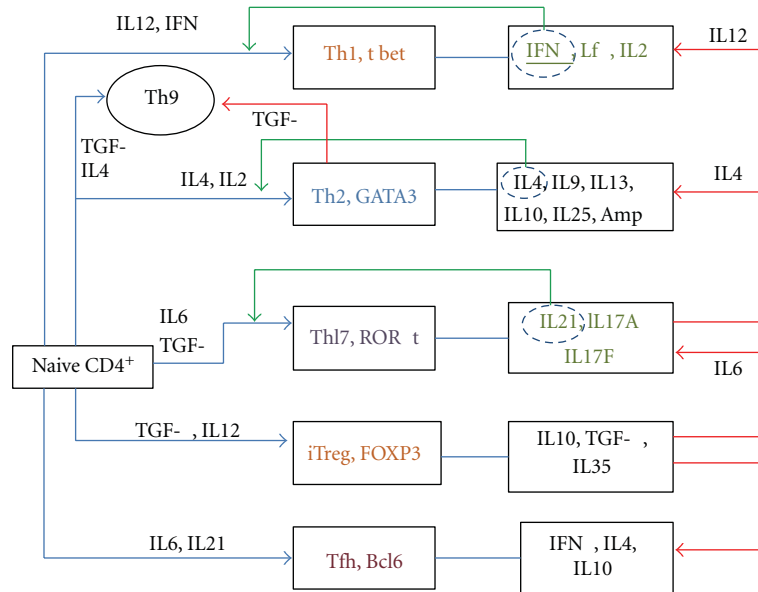 IL12, IFN
Th1, t bet
IFN , Lf , IL2
IL12
Th9
TGF-
TGF-
IL4
IL4, IL2
Th2, GATA3
IL4, IL9, IL13,
IL10, IL25, Amp
IL4
IL6
TGF-
Thl7, ROR t
IL21, lL17A
IL17F
IL6
Naive CD4⁺
TGF- , IL12
iTreg, FOXP3
IL10, TGF- ,
IL35
IL6, IL21
Tfh, Bcl6
IFN , IL4,
IL10